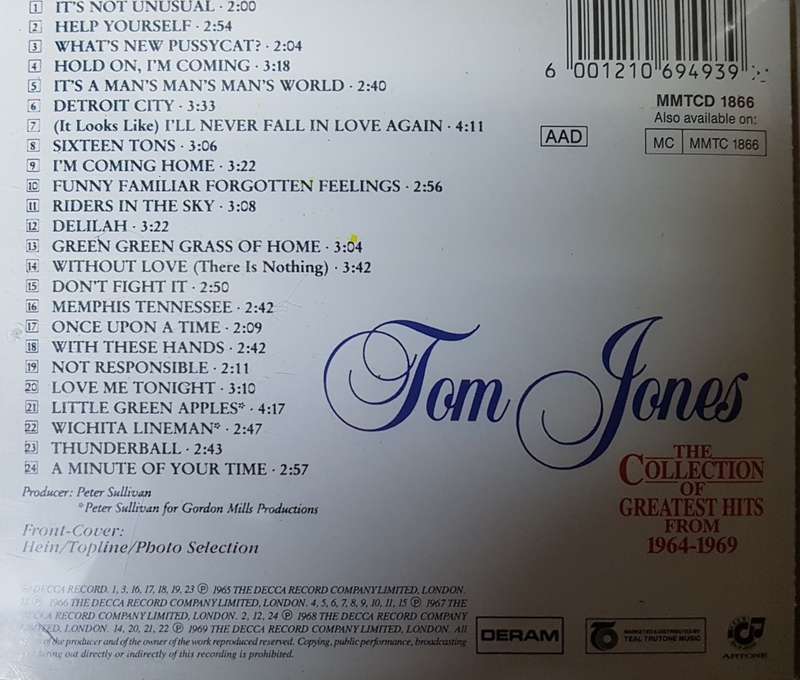 1 IT'S NOT UNUSUAL · 2:00
2 HELP YOURSELF · 2:54
3 WHAT'S NEW PUSSYCAT? · 2:04
4 HOLD ON, I'M COMING · 3:18
5 IT'S A MAN'S MAN'S MAN'S WORLD · 2:40
6 DETROIT CITY · 3:33
7 (It Looks Like) I'LL NEVER FALL IN LOVE AGAIN · 4:11
8 SIXTEEN TONS · 3:06
9 I'M COMING HOME · 3:22
10 FUNNY FAMILIAR FORGOTTEN FEELINGS · 2:56
11 RIDERS IN THE SKY · 3:08
12 DELILAH · 3:22
13 GREEN GREEN GRASS OF HOME · 3:04
14 WITHOUT LOVE (There Is Nothing) · 3:42
15 DON'T FIGHT IT · 2:50
16 MEMPHIS TENNESSEE · 2:42
17 ONCE UPON A TIME · 2:09
18 WITH THESE HANDS · 2:42
19 NOT RESPONSIBLE · 2:11
20 LOVE ME TONIGHT · 3:10
21 LITTLE GREEN APPLES* · 4:17
22 WICHITA LINEMAN* · 2:47
23 THUNDERBALL · 2:43
24 A MINUTE OF YOUR TIME · 2:57
Producer: Peter Sullivan
*Peter Sullivan for Gordon Mills Productions
Front-Cover:
Hein/Topline/Photo Selection
6 001210 694939
MMTCD 1866
Also available on:
AAD
MC MMTC 1866
Tom Jones
THE
COLLECTION
OF
GREATEST HITS
FROM
1964-1969
DECCA RECORD. 1, 3, 16, 17, 18, 19, 23 ℗ 1965 THE DECCA RECORD COMPANY LIMITED, LONDON.
℗ 1966 THE DECCA RECORD COMPANY LIMITED, LONDON. 4, 5, 6, 7, 8, 9, 10, 11, 15 ℗ 1967 THE
DECCA RECORD COMPANY LIMITED, LONDON. 2, 12, 24 ℗ 1968 THE DECCA RECORD COMPANY
LIMITED, LONDON. 14, 20, 21, 22 ℗ 1969 THE DECCA RECORD COMPANY LIMITED, LONDON. All
the producer and of the owner of the work reproduced reserved. Copying, public performance, broadcasting
out directly or indirectly of this recording is prohibited.
DERAM
MARKETED & DISTRIBUTED BY
TEAL TRUTONE MUSIC
ARTONE